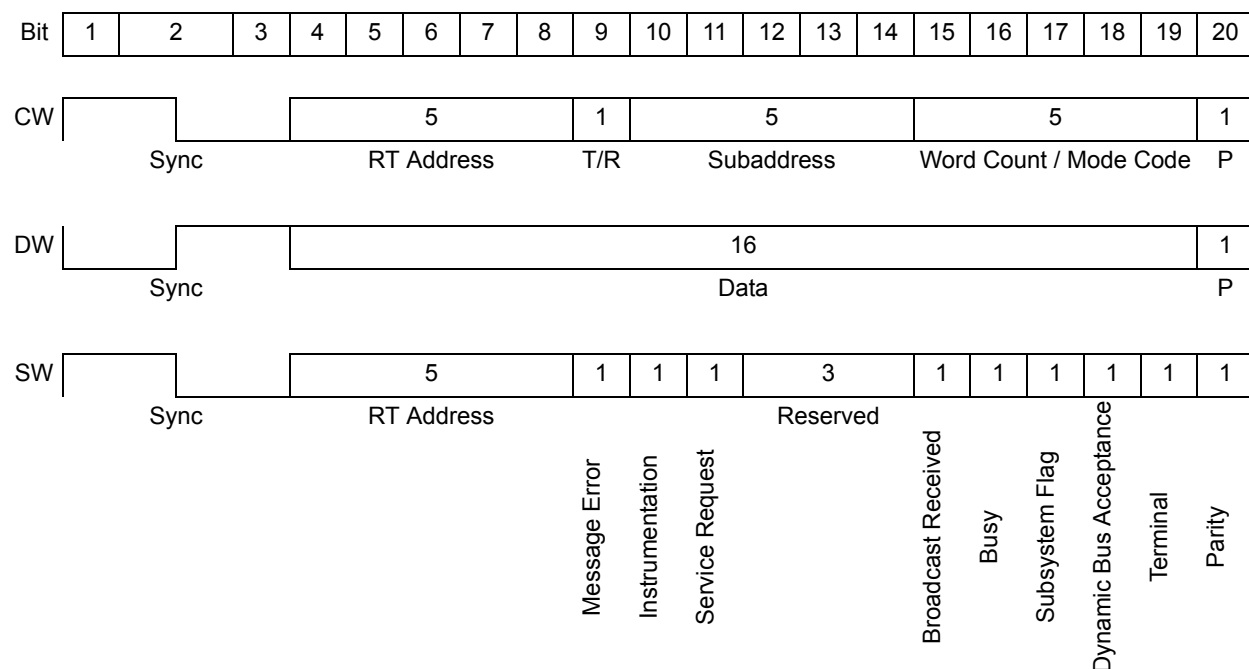 Bit 1 2 3 4 5 6 7 8 9 10 11 12 13 14 15 16 17 18 19 20
CW 5 1 5 5 1
Sync RT Address T/R Subaddress Word Count / Mode Code P
DW 16 1
Sync Data P
SW 5 1 1 1 3 1 1 1 1 1 1
Sync RT Address Reserved
Message Error
Instrumentation
Service Request
Broadcast Received
Busy
Subsystem Flag
Dynamic Bus Acceptance
Terminal
Parity